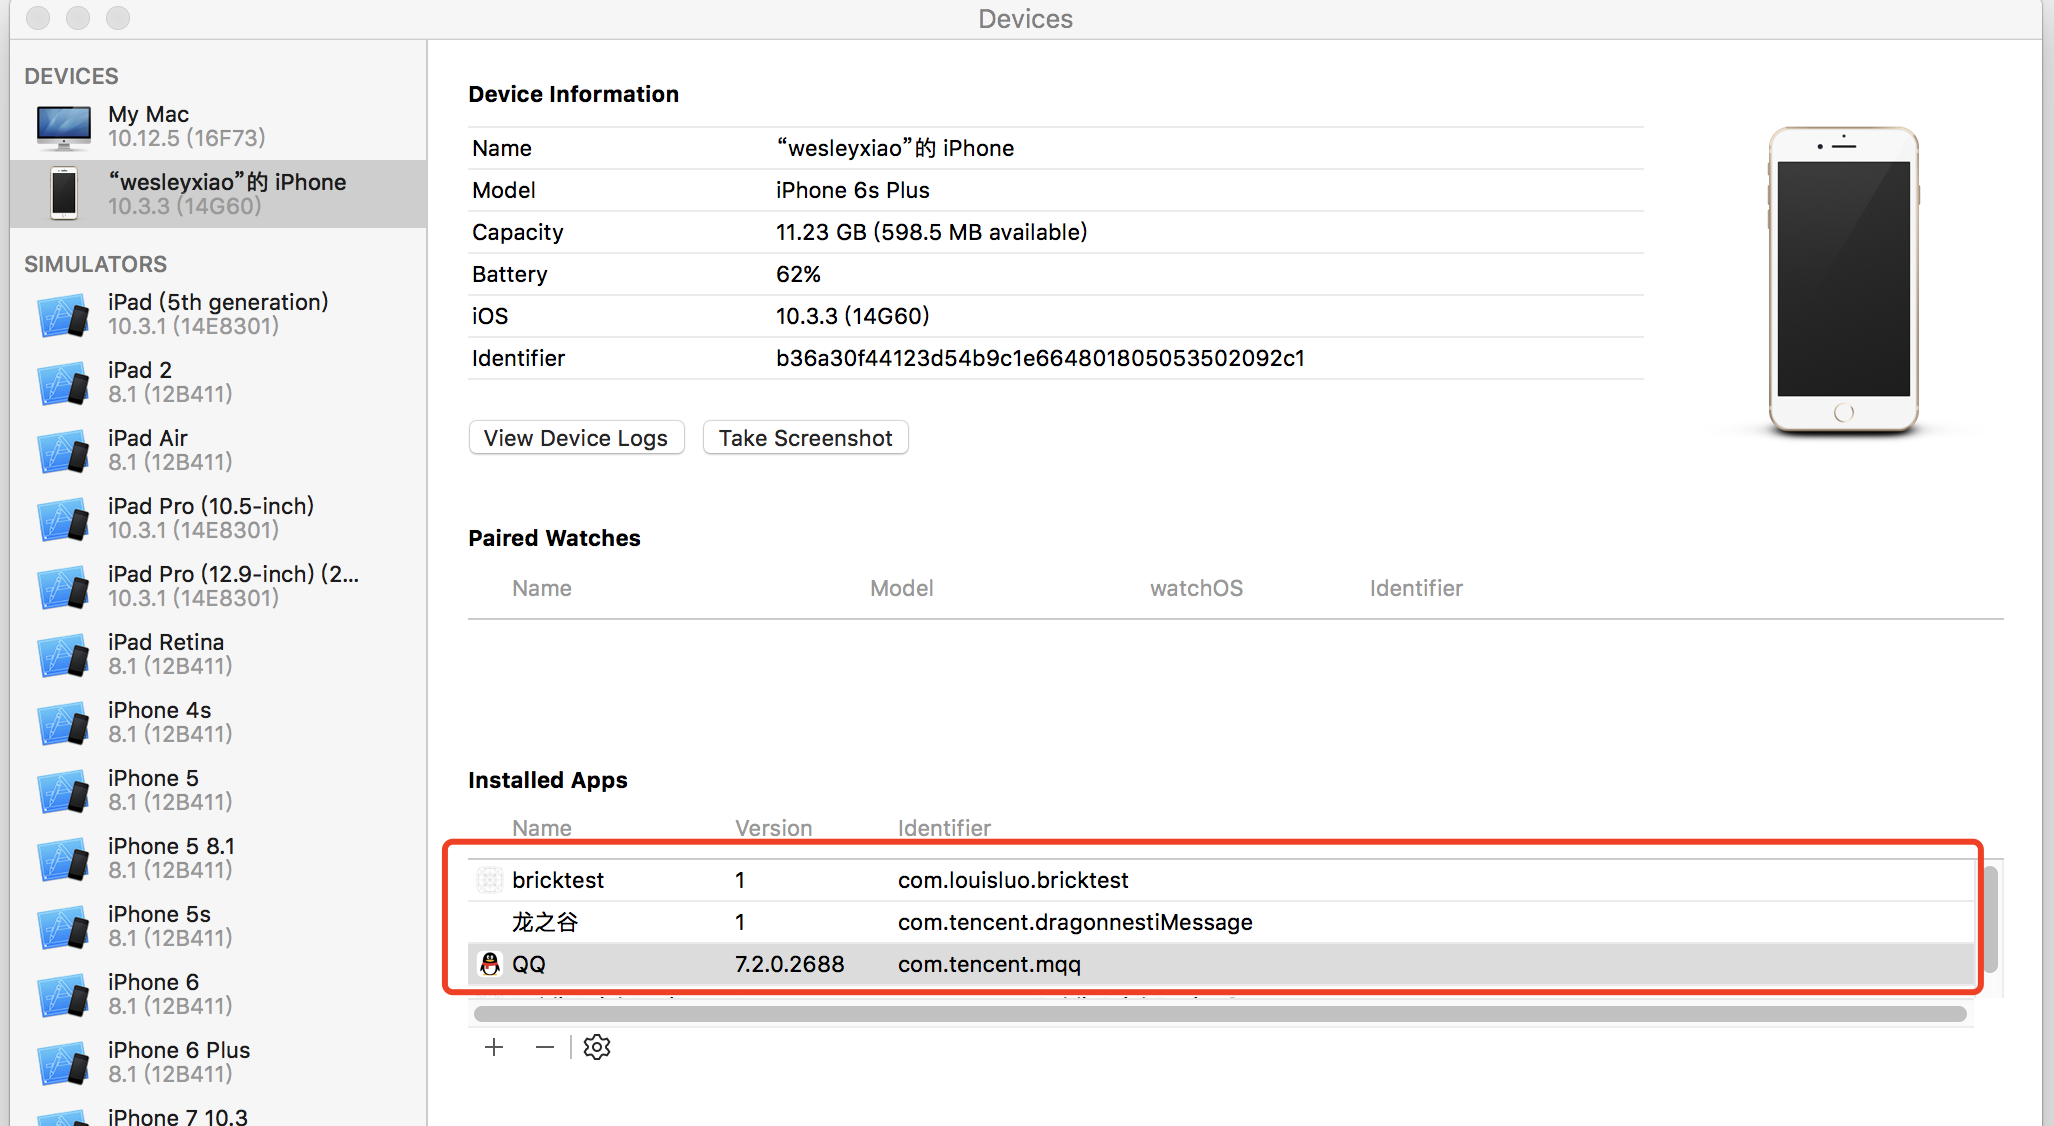 Devices
DEVICES
My Mac
10.12.5 (16F73)
“wesleyxiao”的 iPhone
10.3.3 (14G60)
SIMULATORS
iPad (5th generation)
10.3.1 (14E8301)
iPad 2
8.1 (12B411)
iPad Air
8.1 (12B411)
iPad Pro (10.5-inch)
10.3.1 (14E8301)
iPad Pro (12.9-inch) (2...
10.3.1 (14E8301)
iPad Retina
8.1 (12B411)
iPhone 4s
8.1 (12B411)
iPhone 5
8.1 (12B411)
iPhone 5 8.1
8.1 (12B411)
iPhone 5s
8.1 (12B411)
iPhone 6
8.1 (12B411)
iPhone 6 Plus
8.1 (12B411)
iPhone 7 10.3
Device Information
Name “wesleyxiao”的 iPhone
Model iPhone 6s Plus
Capacity 11.23 GB (598.5 MB available)
Battery 62%
iOS 10.3.3 (14G60)
Identifier b36a30f44123d54b9c1e664801805053502092c1
View Device Logs Take Screenshot
Paired Watches
Name Model watchOS Identifier
Installed Apps
Name Version Identifier
bricktest 1 com.louisluo.bricktest
龙之谷 1 com.tencent.dragonnestiMessage
QQ 7.2.0.2688 com.tencent.mqq